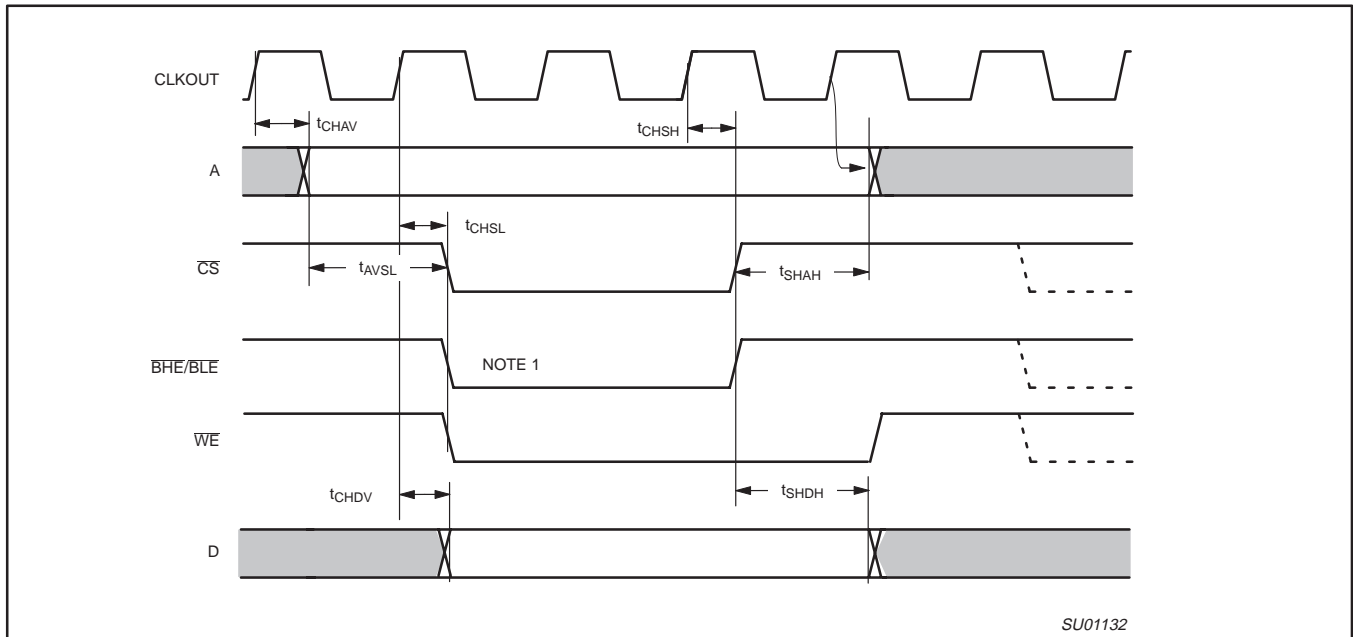 CLKOUT
tCHAV
tCHSH
A
tCHSL
CS
tAVSL
tSHAH
BHE/BLE
NOTE 1
WE
tCHDV
tSHDH
D
SU01132